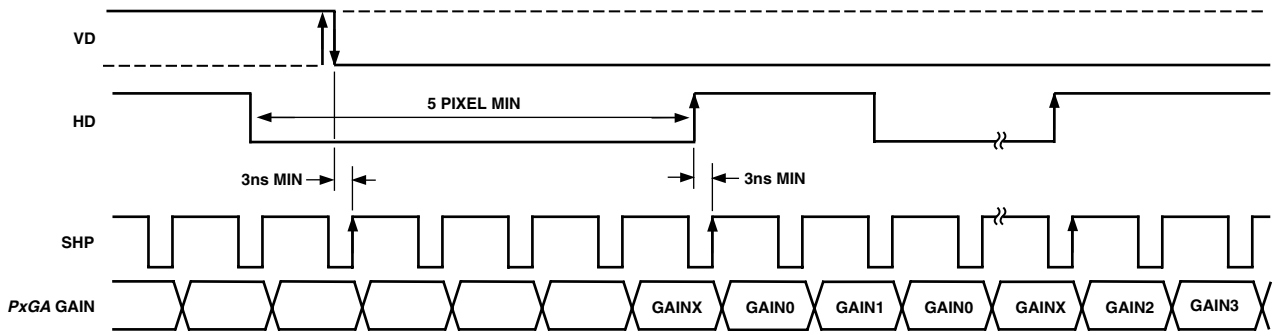 VD
5 PIXEL MIN
HD
3ns MIN
3ns MIN
SHP
PxGA GAIN
GAINX
GAIN0
GAIN1
GAIN0
GAINX
GAIN2
GAIN3